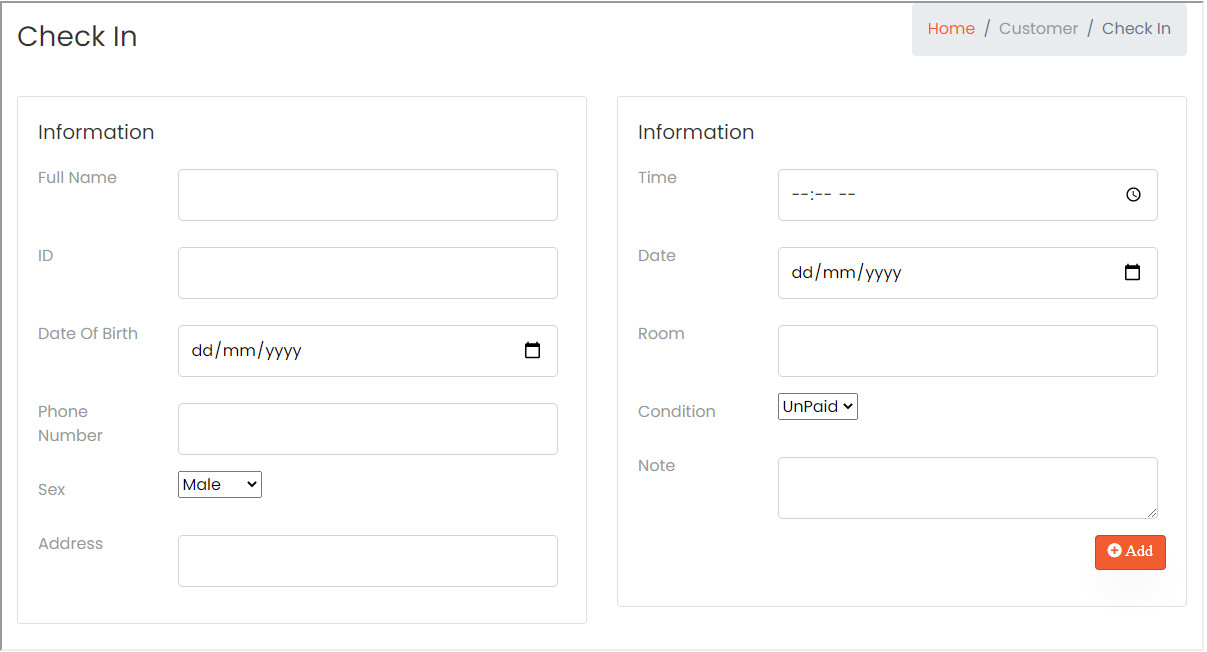 Check In
Home / Customer / Check In
Information
Full Name
ID
Date Of Birth
dd/mm/yyyy
Phone
Number
Sex
Male
Address
Information
Time
--:-- --
Date
dd/mm/yyyy
Room
Condition
UnPaid
Note
Add